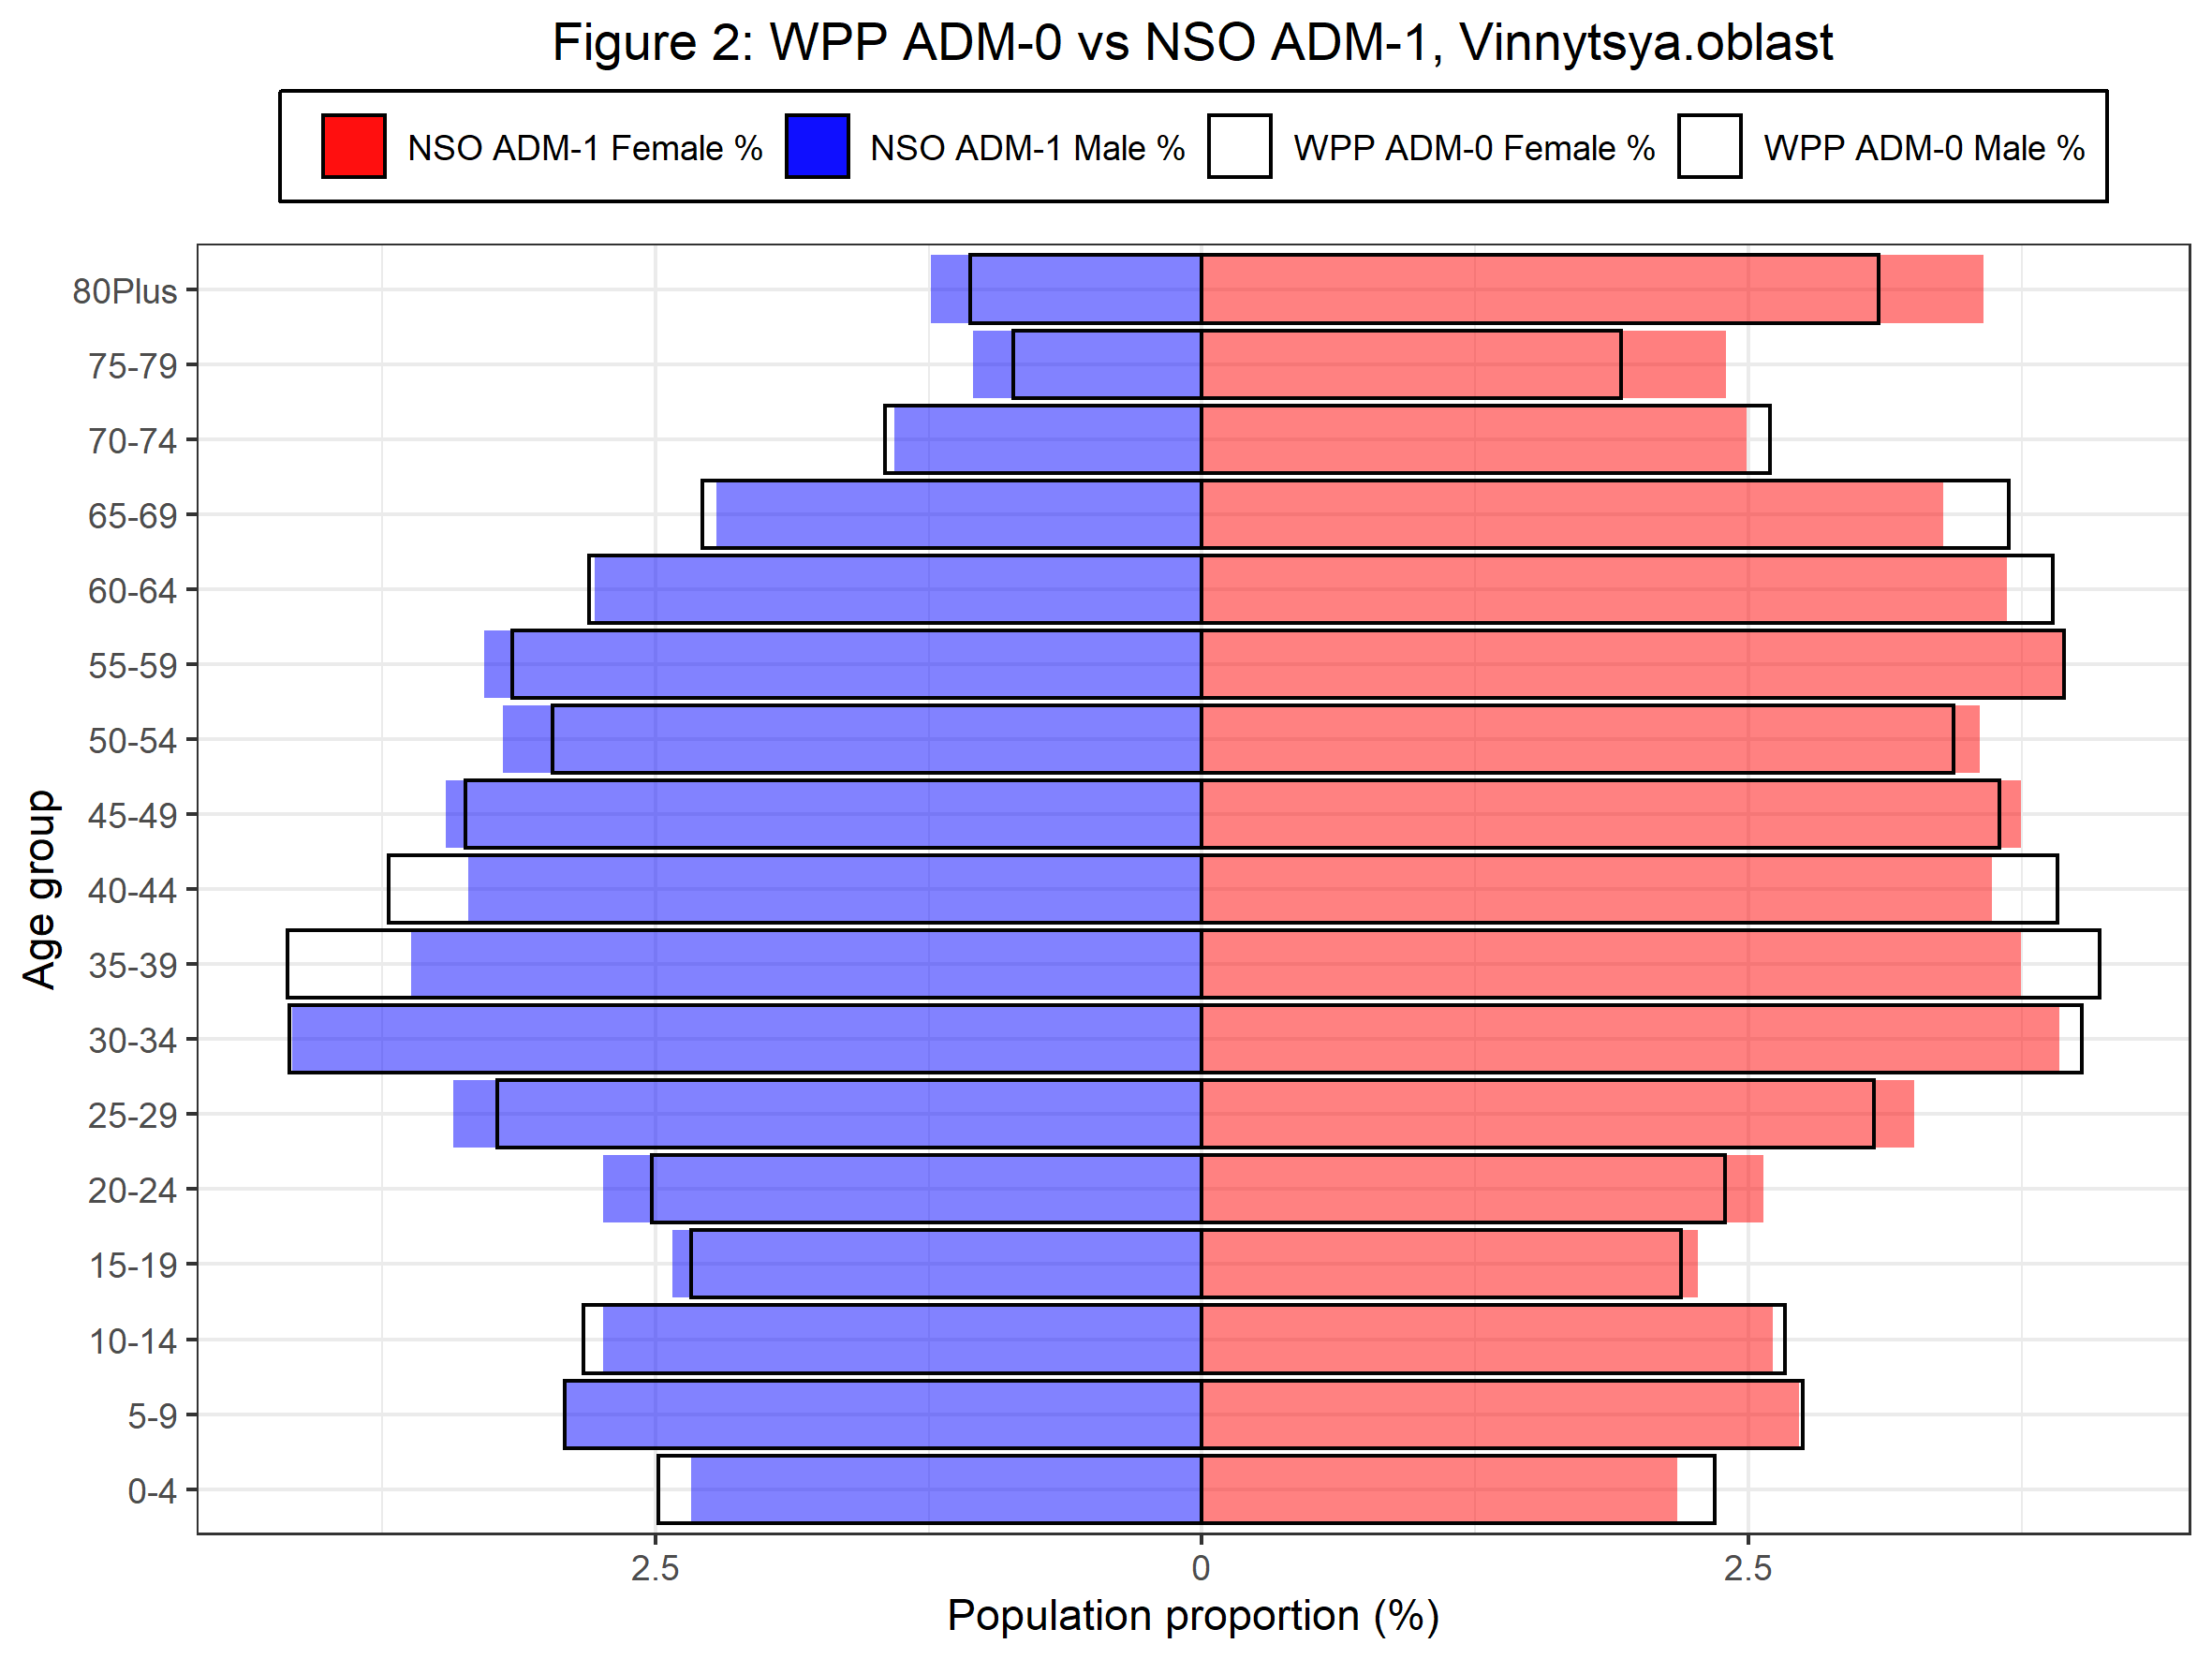 Figure 2: WPP ADM-0 vs NSO ADM-1, Vinnytsya.oblast
NSO ADM-1 Female % NSO ADM-1 Male % WPP ADM-0 Female % WPP ADM-0 Male %
80Plus
75-79
70-74
65-69
60-64
55-59
50-54
45-49
40-44
35-39
30-34
25-29
20-24
15-19
10-14
5-9
0-4
Age group
2.5 0 2.5
Population proportion (%)